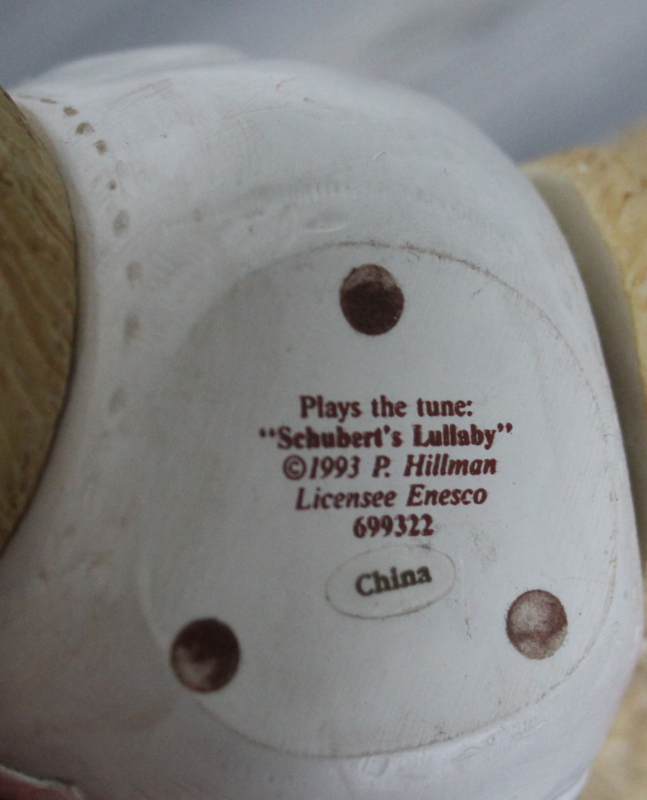 Plays the tune:
“Schubert's Lullaby”
©1993 P. Hillman
Licensee Enesco
699322
China